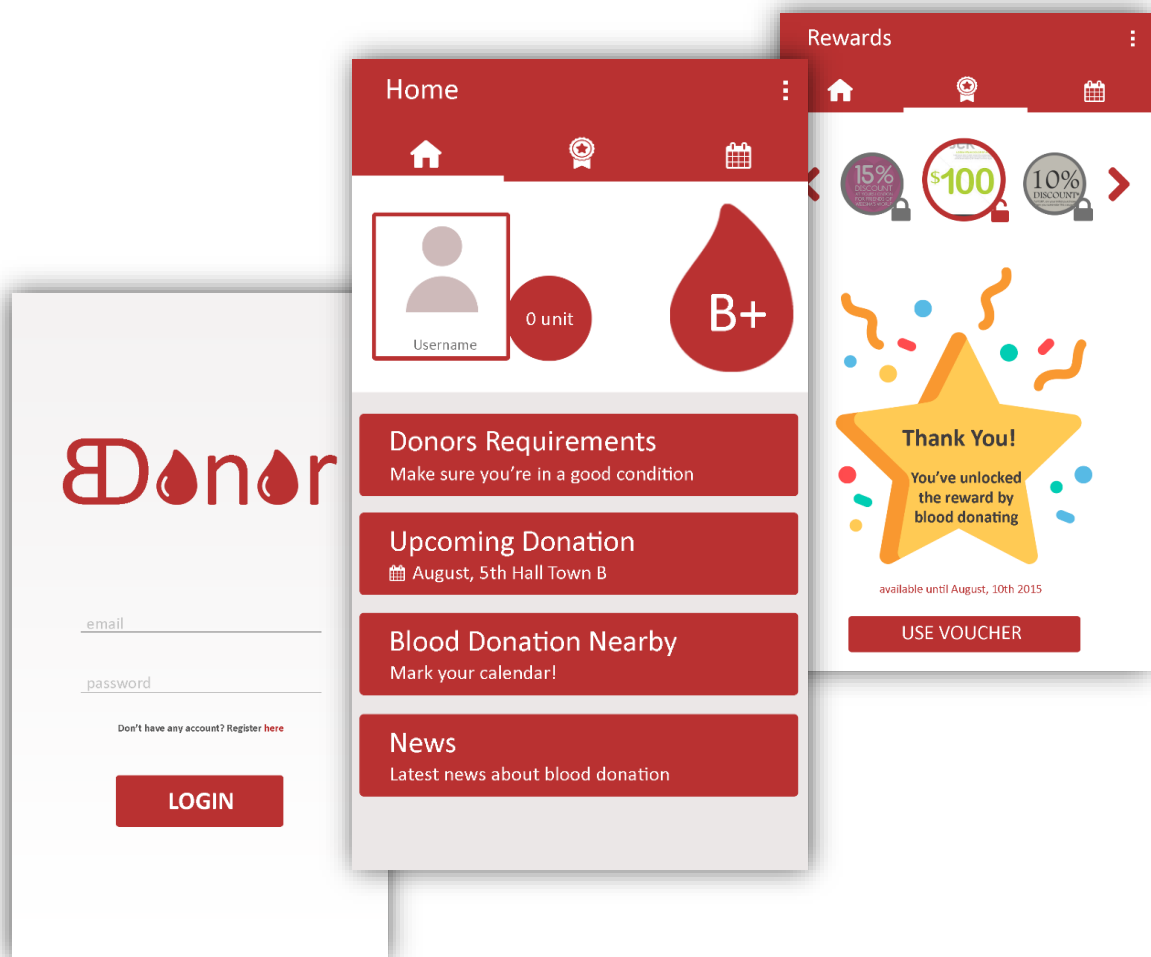 BDonor
email
password
Don't have any account? Register here
LOGIN
Home
Username
0 unit
B+
Donors Requirements
Make sure you're in a good condition
Upcoming Donation
August, 5th Hall Town B
Blood Donation Nearby
Mark your calendar!
News
Latest news about blood donation
Rewards
15%
DISCOUNT
$100
10%
DISCOUNT*
Thank You!
You've unlocked
the reward by
blood donating
available until August, 10th 2015
USE VOUCHER